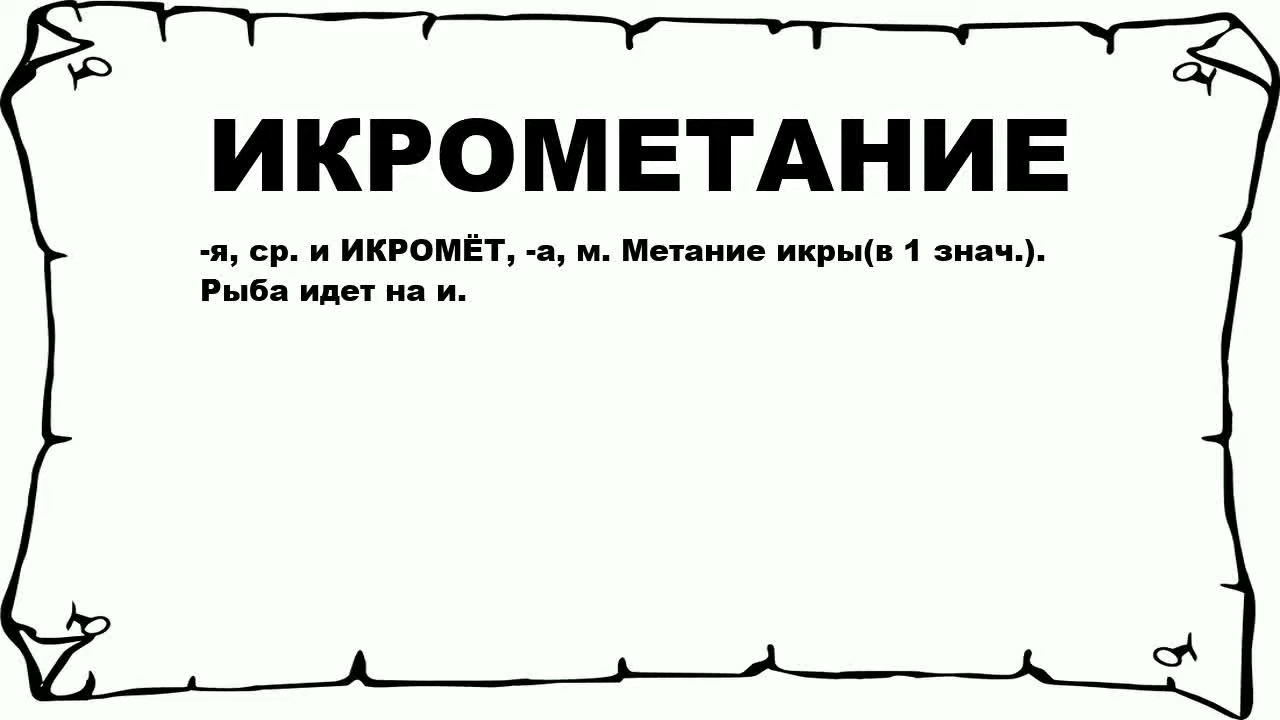 ИКРОМЕТАНИЕ
-я, ср. и ИКРОМЁТ, -а, м. Метание икры(в 1 знач.).
Рыба идет на и.